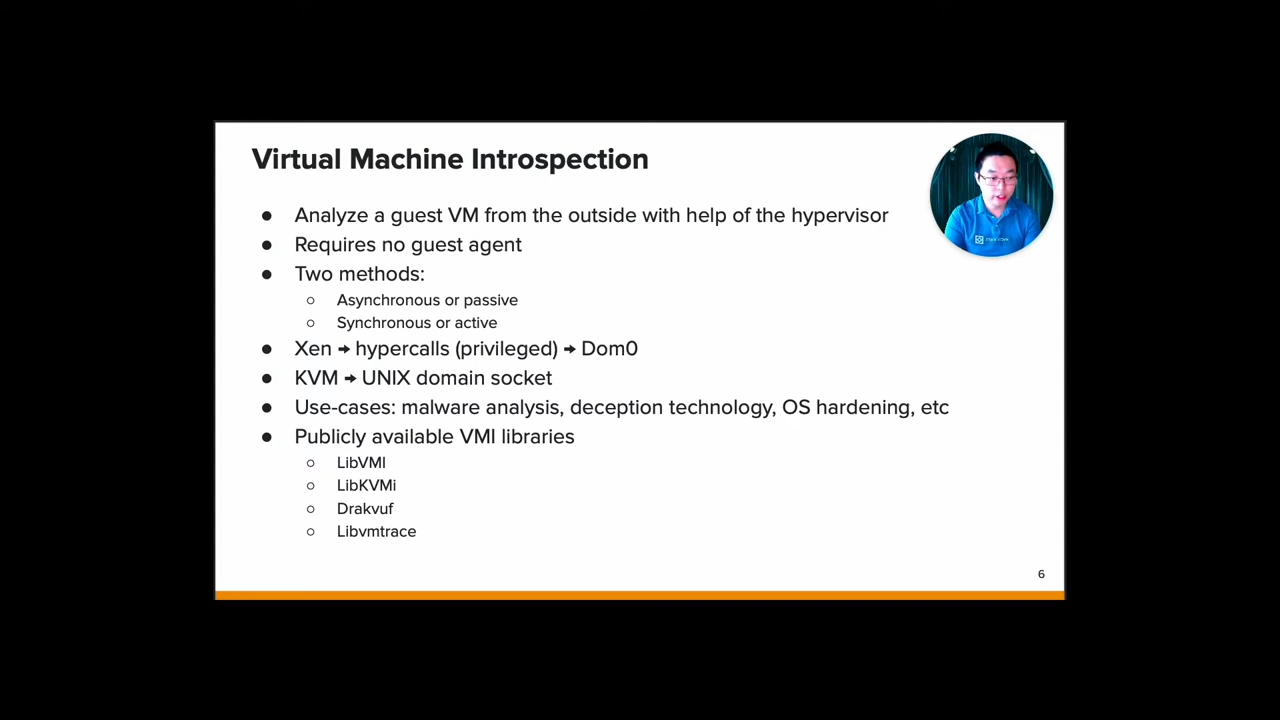 Virtual Machine Introspection
● Analyze a guest VM from the outside with help of the hypervisor
● Requires no guest agent
● Two methods:
○ Asynchronous or passive
○ Synchronous or active
● Xen → hypercalls (privileged) → Dom0
● KVM → UNIX domain socket
● Use-cases: malware analysis, deception technology, OS hardening, etc
● Publicly available VMI libraries
○ LibVMI
○ LibKVMi
○ Drakvuf
○ Libvmtrace
6